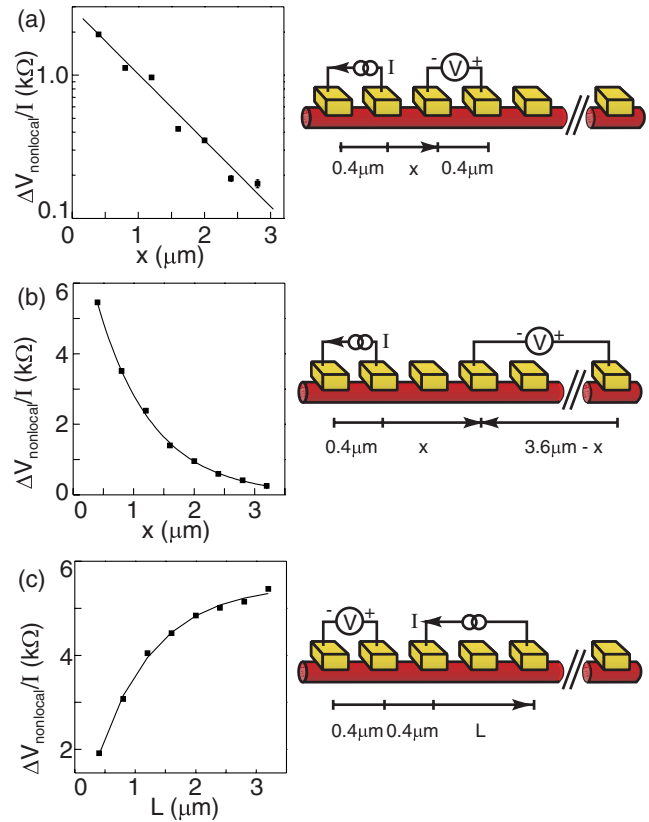 (a)
ΔV_nonlocal/I (kΩ)
1.0
0.1
0 1 2 3
x (μm)
I
- V +
0.4μm x 0.4μm
(b)
ΔV_nonlocal/I (kΩ)
6
4
2
0
0 1 2 3
x (μm)
I
- V +
0.4μm x 3.6μm - x
(c)
ΔV_nonlocal/I (kΩ)
6
4
2
0 1 2 3
L (μm)
- V + I
0.4μm 0.4μm L